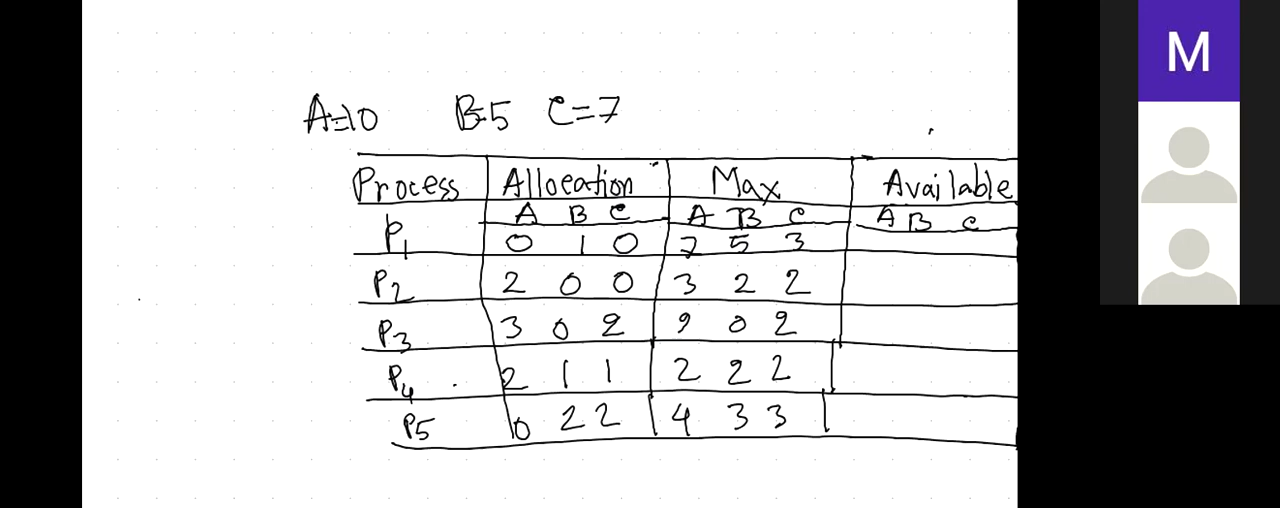 M
A=10 B=5 C=7
Process Allocation Max Available
A B C A B C A B C
P1 0 1 0 7 5 3
P2 2 0 0 3 2 2
P3 3 0 2 9 0 2
P4 2 1 1 2 2 2
P5 0 2 2 4 3 3